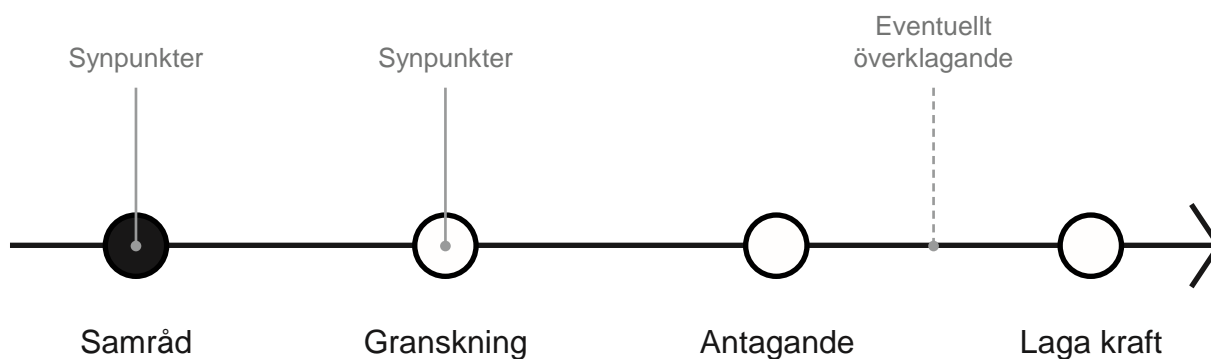 Synpunkter
Synpunkter
Eventuellt
överklagande
Samråd
Granskning
Antagande
Laga kraft